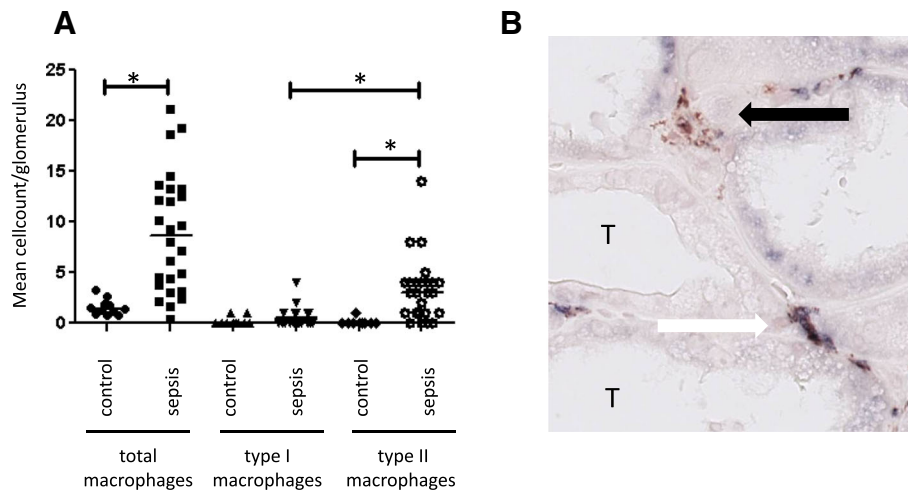 A
B
25
20
15
10
5
0
Mean cellcount/glomerulus
*
*
*
control
sepsis
control
sepsis
control
sepsis
total
macrophages
type I
macrophages
type II
macrophages
T
T